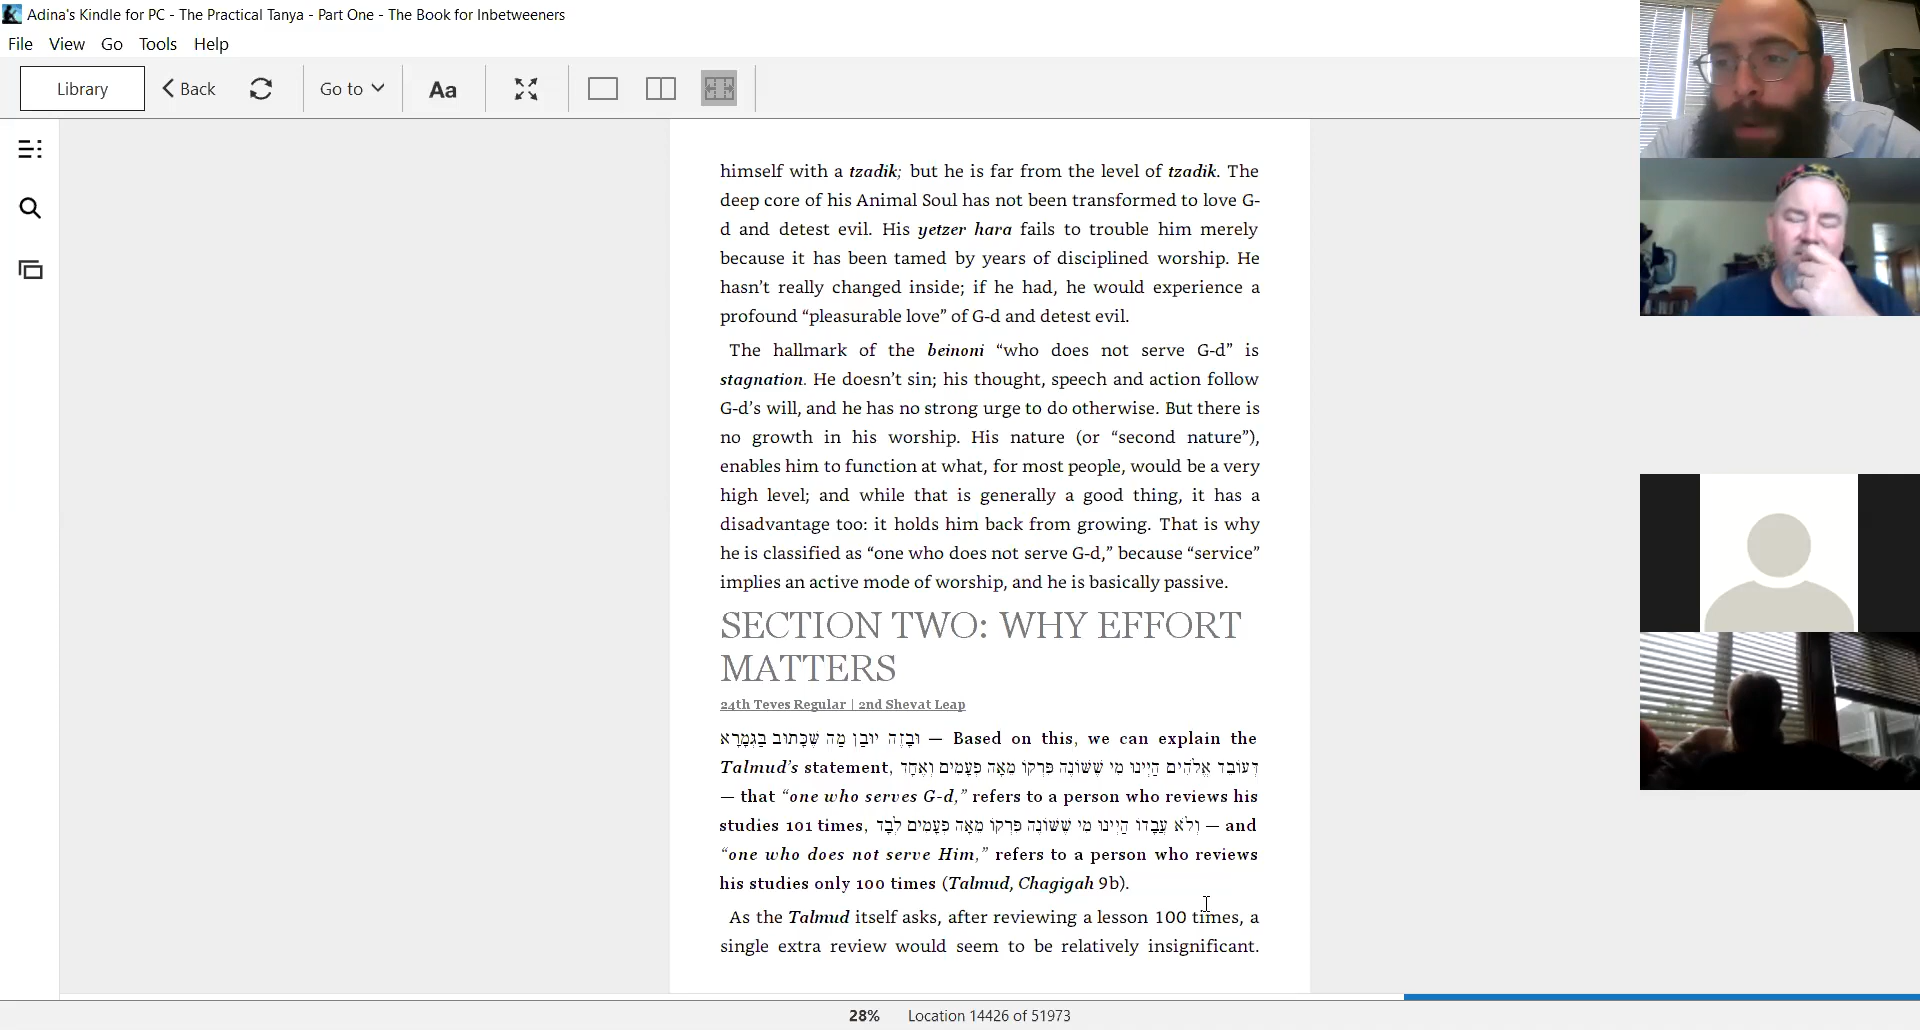 Adina's Kindle for PC - The Practical Tanya - Part One - The Book for Inbetweeners
File View Go Tools Help
Library Back Go to Aa
himself with a tzadik; but he is far from the level of tzadik. The
deep core of his Animal Soul has not been transformed to love G-
d and detest evil. His yetzer hara fails to trouble him merely
because it has been tamed by years of disciplined worship. He
hasn’t really changed inside; if he had, he would experience a
profound “pleasurable love” of G-d and detest evil.
The hallmark of the beinoni “who does not serve G-d” is
stagnation. He doesn’t sin; his thought, speech and action follow
G-d’s will, and he has no strong urge to do otherwise. But there is
no growth in his worship. His nature (or “second nature”),
enables him to function at what, for most people, would be a very
high level; and while that is generally a good thing, it has a
disadvantage too: it holds him back from growing. That is why
he is classified as “one who does not serve G-d,” because “service”
implies an active mode of worship, and he is basically passive.
SECTION TWO: WHY EFFORT
MATTERS
24th Teves Regular | 2nd Shevat Leap
וּבָזֶה יוּבַן מַה שֶּׁכָּתוּב בַּגְּמָרָא — Based on this, we can explain the
Talmud’s statement, דְּעוֹבֵד אֱלֹהִים הַיְינוּ מִי שֶׁשּׁוֹנֶה פִּרְקוֹ מֵאָה פְּעָמִים וְאֶחָד
— that “one who serves G-d,” refers to a person who reviews his
studies 101 times, וְלֹא עֲבָדוֹ הַיְינוּ מִי שֶׁשּׁוֹנֶה פִּרְקוֹ מֵאָה פְּעָמִים לְבָד — and
“one who does not serve Him,” refers to a person who reviews
his studies only 100 times (Talmud, Chagigah 9b).
As the Talmud itself asks, after reviewing a lesson 100 times, a
single extra review would seem to be relatively insignificant.
28% Location 14426 of 51973